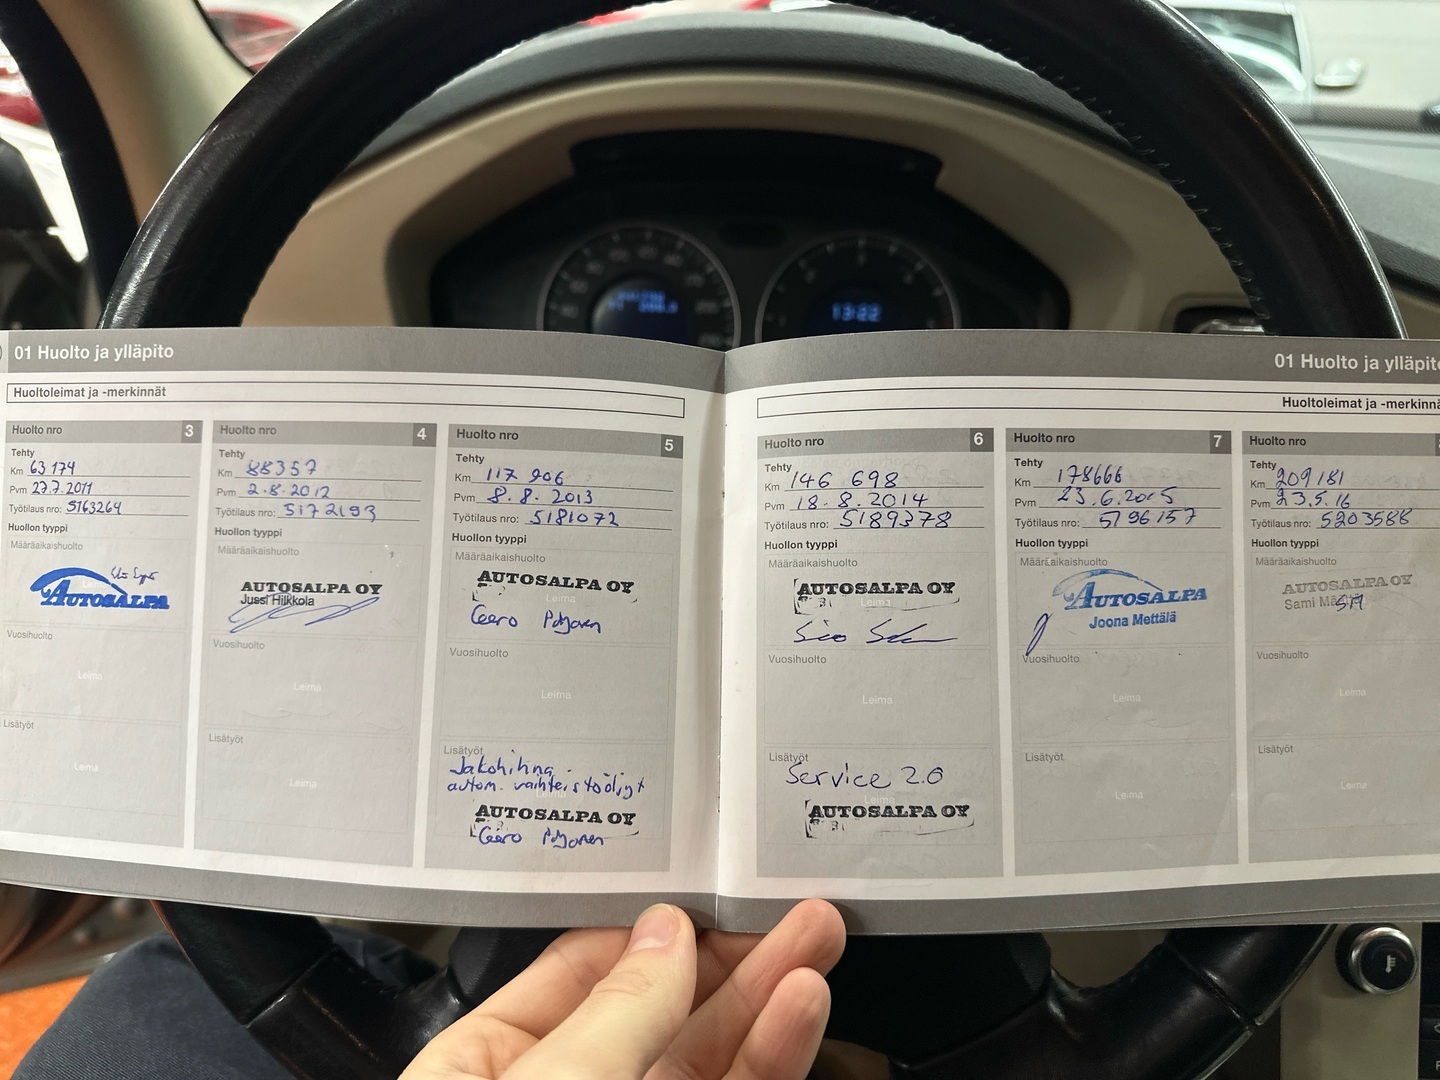 13:22
01 Huolto ja ylläpito
Huoltoleimat ja -merkinnät
Huolto nro 3
Tehty
Km 63 174
Pvm 27.7.2011
Työtilaus nro: 5163264
Huollon tyyppi
Määräaikaishuolto
AUTOSALPA
Vuosihuolto
Leima
Lisätyöt
Leima
Huolto nro 4
Tehty
Km 88357
Pvm 2.8.2012
Työtilaus nro: 5172193
Huollon tyyppi
Määräaikaishuolto
AUTOSALPA OY
Jussi Hilkkola
Vuosihuolto
Leima
Lisätyöt
Leima
Huolto nro 5
Tehty
Km 117 906
Pvm 8.8.2013
Työtilaus nro: 5181072
Huollon tyyppi
Määräaikaishuolto
AUTOSALPA OY
Leima
Vuosihuolto
Leima
Lisätyöt
Jakohihna.
autom. vaihteistoöljyt
AUTOSALPA OY
01 Huolto ja ylläpito
Huoltoleimat ja -merkinnä
Huolto nro 6
Tehty
Km 146 698
Pvm 18.8.2014
Työtilaus nro: 5189378
Huollon tyyppi
Määräaikaishuolto
AUTOSALPA OY
Leima
Vuosihuolto
Leima
Lisätyöt
Service 2.0
Leima
AUTOSALPA OY
Huolto nro 7
Tehty
Km 178666
Pvm 23.6.2015
Työtilaus nro: 5196157
Huollon tyyppi
Määräaikaishuolto
AUTOSALPA
Joona Mettälä
Vuosihuolto
Leima
Lisätyöt
Leima
Huolto nro
Tehty
Km 209181
Pvm 23.5.16
Työtilaus nro: 5203588
Huollon tyyppi
Määräaikaishuolto
AUTOSALPA OY
Sami
Vuosihuolto
Leima
Lisätyöt
Leima